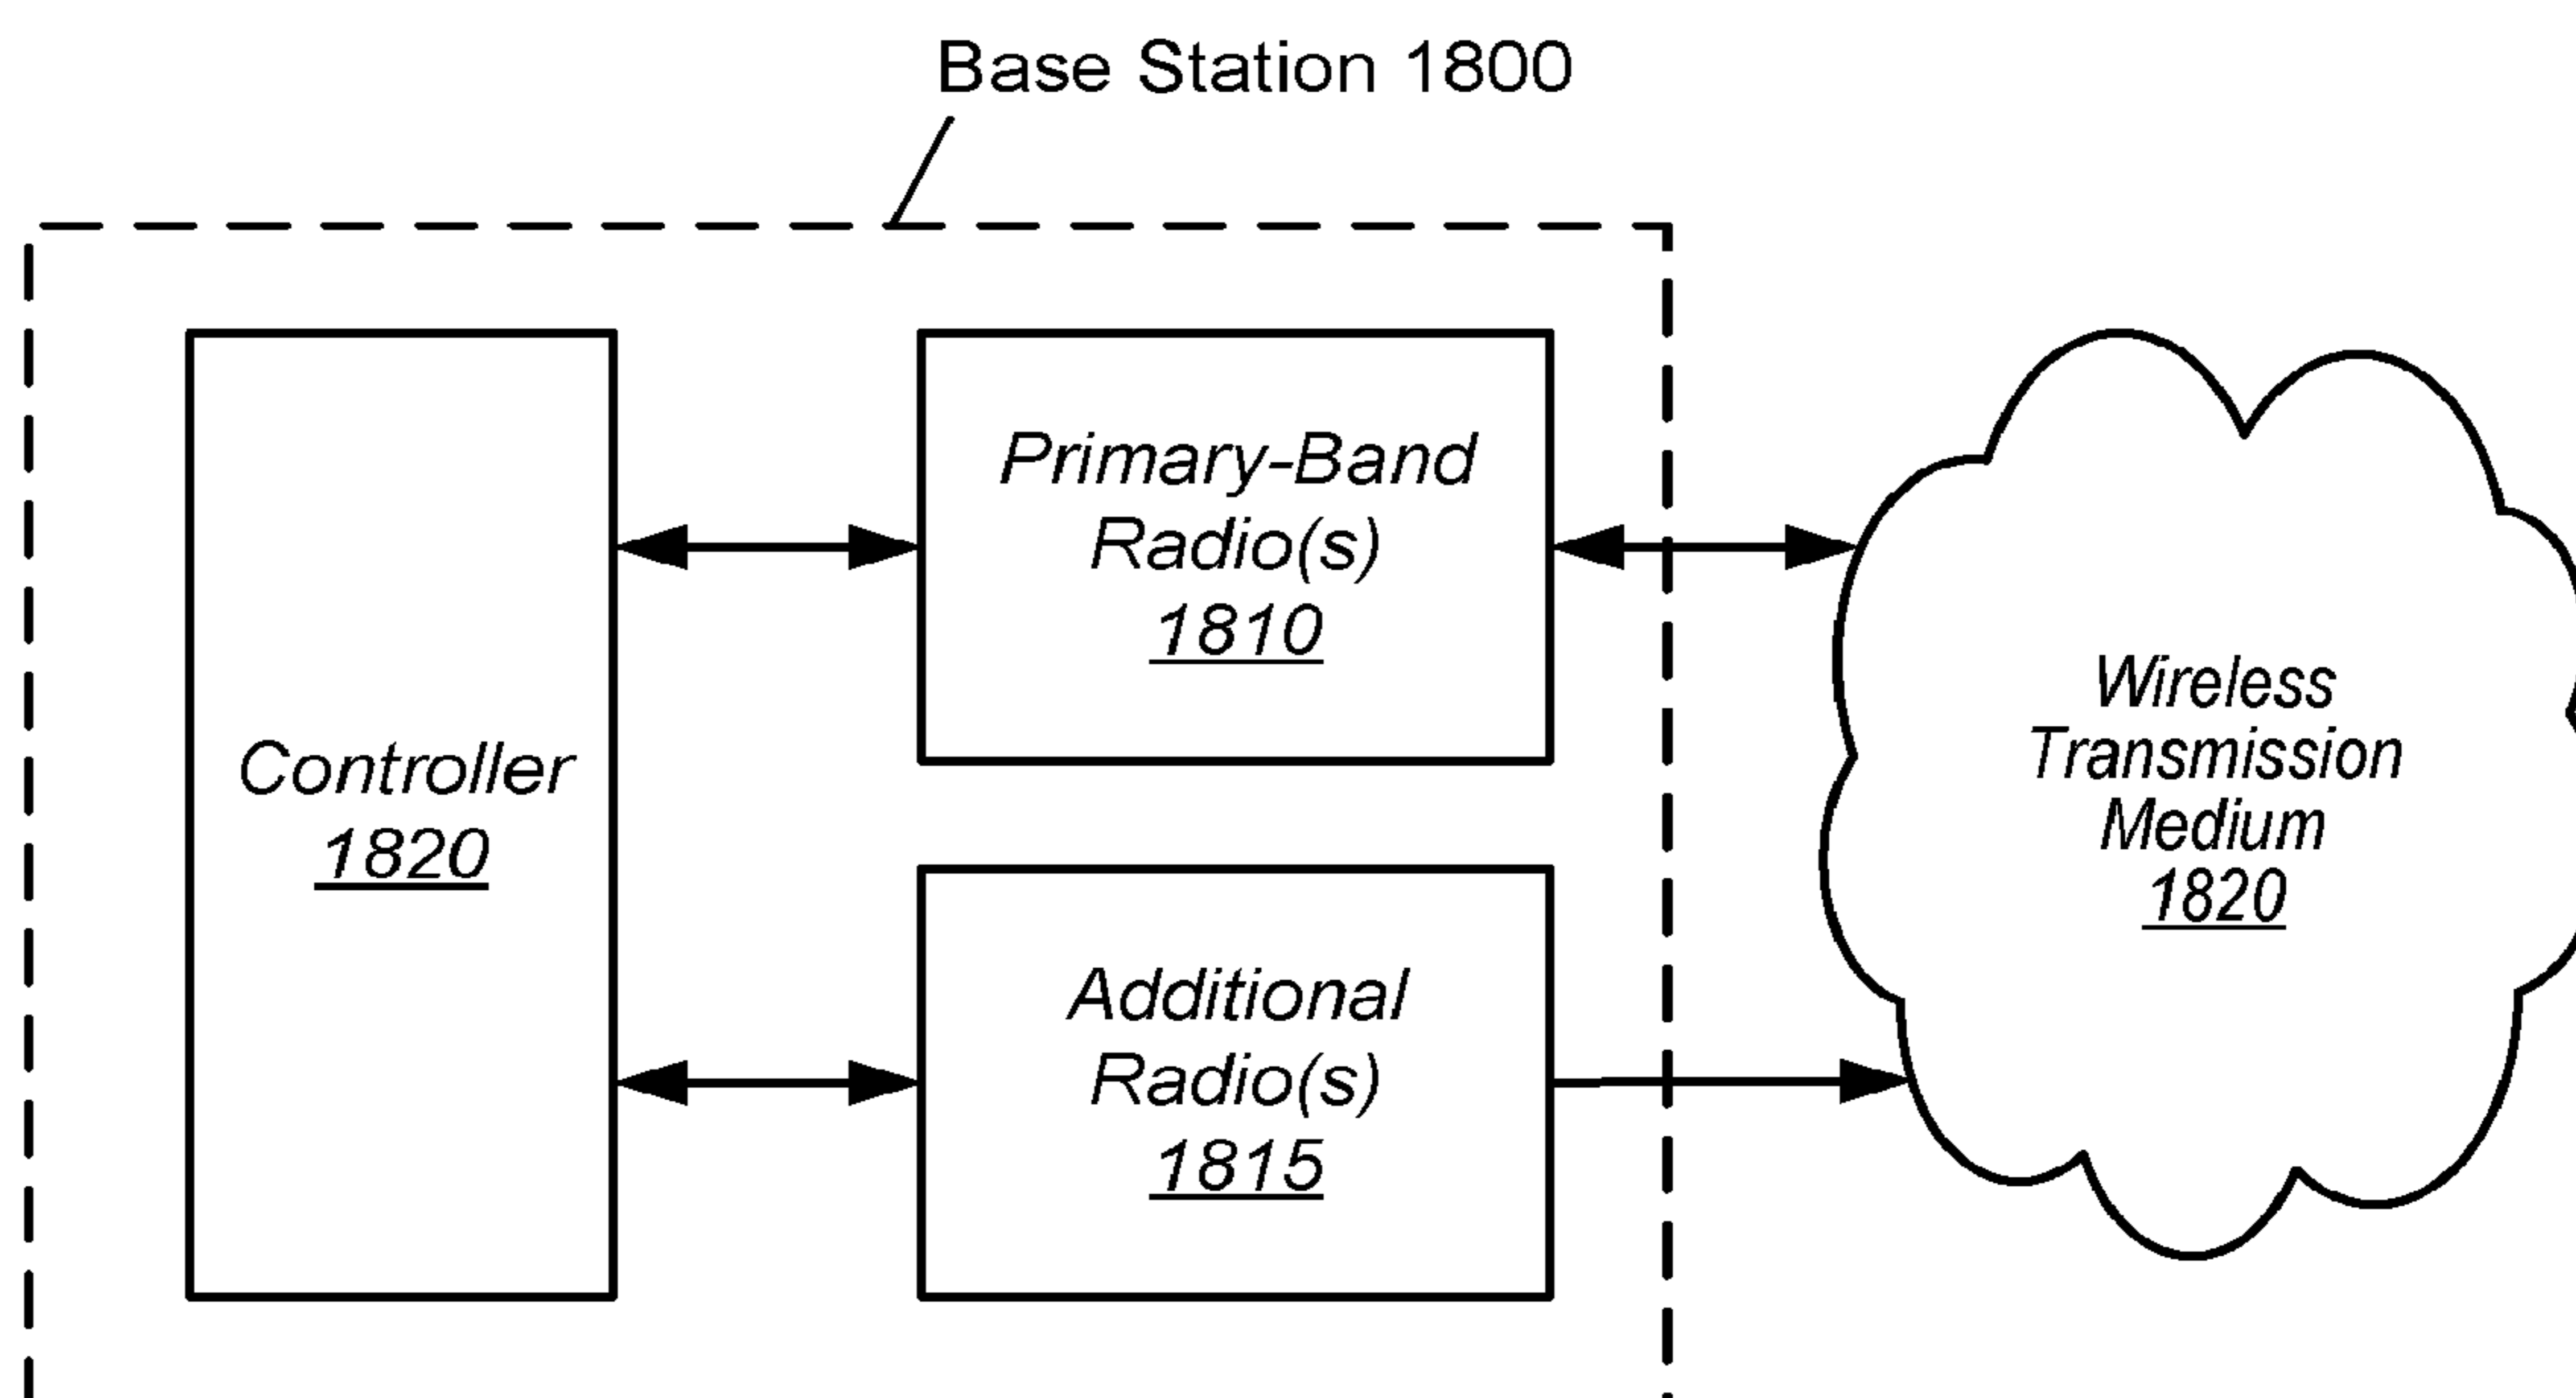 Base Station 1800
Controller
1820
Primary-Band
Radio(s)
1810
Additional
Radio(s)
1815
Wireless
Transmission
Medium
1820